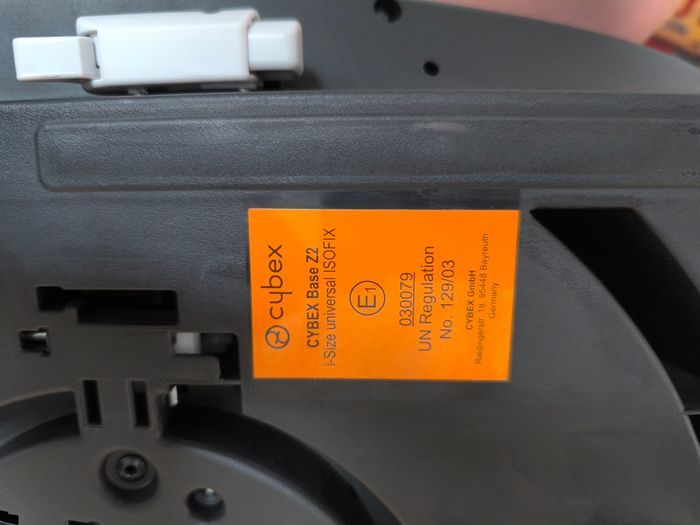 cybex
CYBEX Base Z2
i-Size universal ISOFIX
E1
030079
UN Regulation
No. 129/03
CYBEX GmbH
Riedingerstr. 18, 95448 Bayreuth
Germany